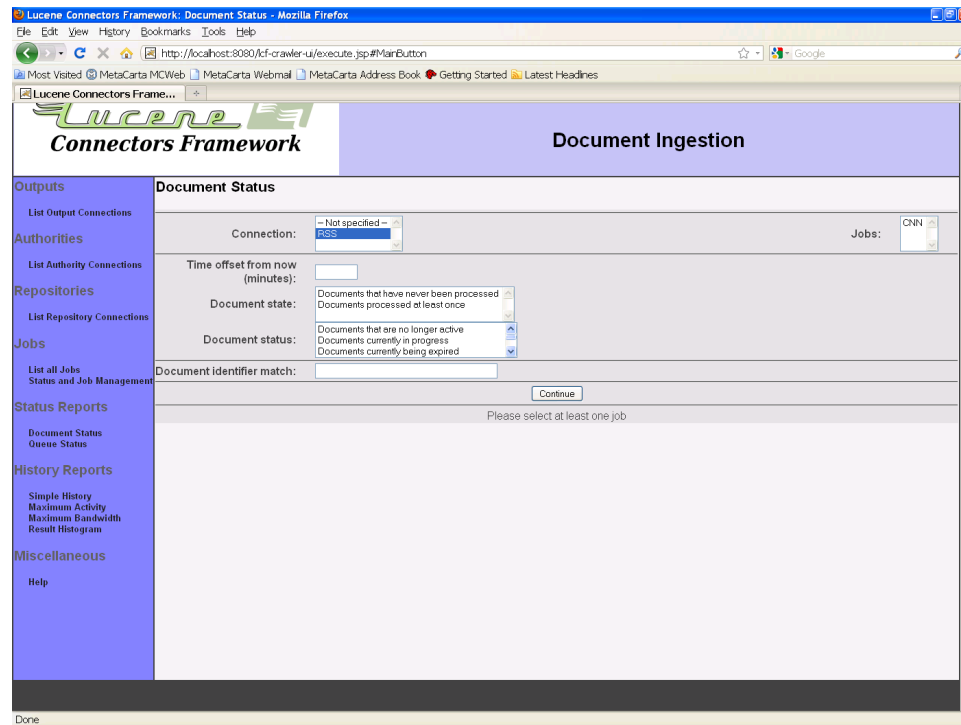 Lucene Connectors Framework: Document Status - Mozilla Firefox
File Edit View History Bookmarks Tools Help
http://localhost:8080/lcf-crawler-ui/execute.jsp#MainButton
Google
Most Visited MetaCarta MCWeb MetaCarta Webmail MetaCarta Address Book Getting Started Latest Headlines
Lucene Connectors Frame...
Lucene
Connectors Framework
Document Ingestion
Outputs
List Output Connections
Authorities
List Authority Connections
Repositories
List Repository Connections
Jobs
List all Jobs
Status and Job Management
Status Reports
Document Status
Queue Status
History Reports
Simple History
Maximum Activity
Maximum Bandwidth
Result Histogram
Miscellaneous
Help
Document Status
Connection:
-- Not specified --
RSS
Jobs:
CNN
Time offset from now
(minutes):
Document state:
Documents that have never been processed
Documents processed at least once
Document status:
Documents that are no longer active
Documents currently in progress
Documents currently being expired
Document identifier match:
Continue
Please select at least one job
Done